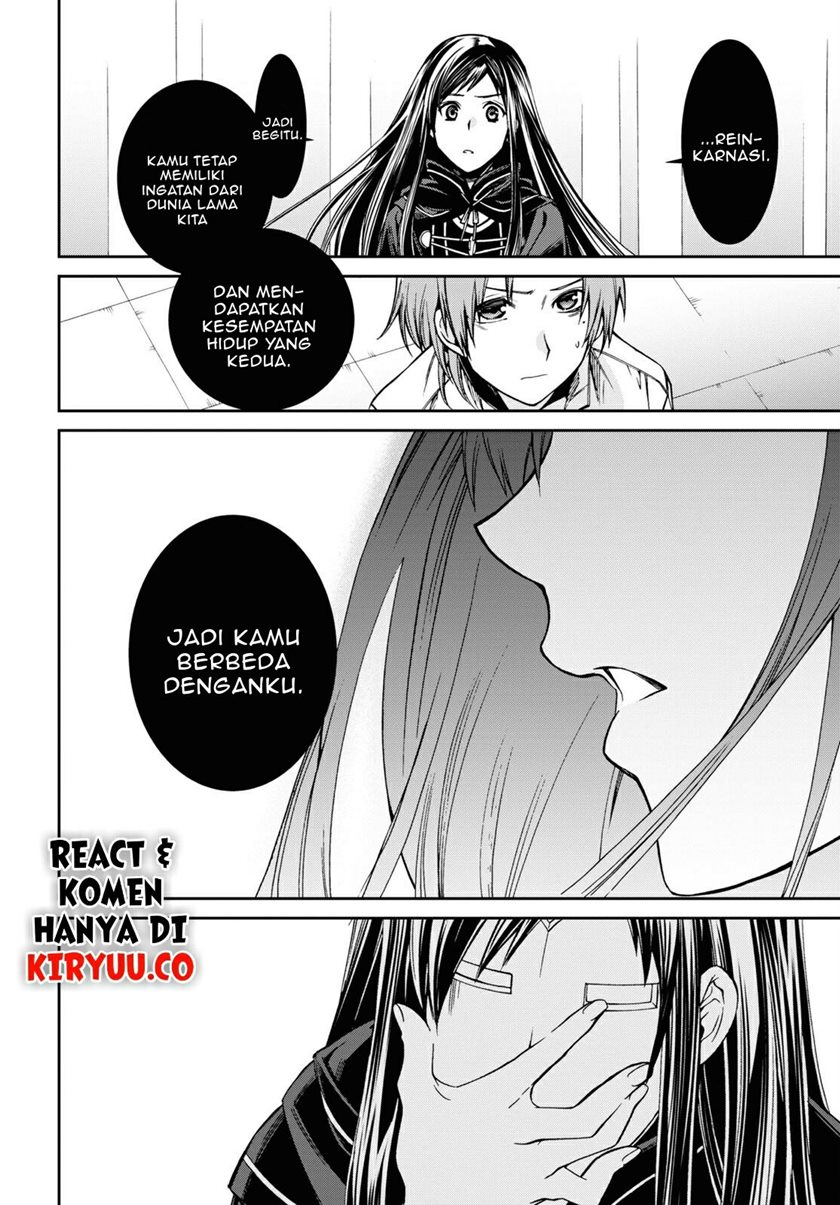 ...REIN-
KARNASI.
JADI
BEGITU.
KAMU TETAP
MEMILIKI
INGATAN DARI
DUNIA LAMA
KITA
DAN MEN-
DAPATKAN
KESEMPATAN
HIDUP YANG
KEDUA.
JADI KAMU
BERBEDA
DENGANKU.
REACT &
KOMEN
HANYA DI
KIRYUU.CO